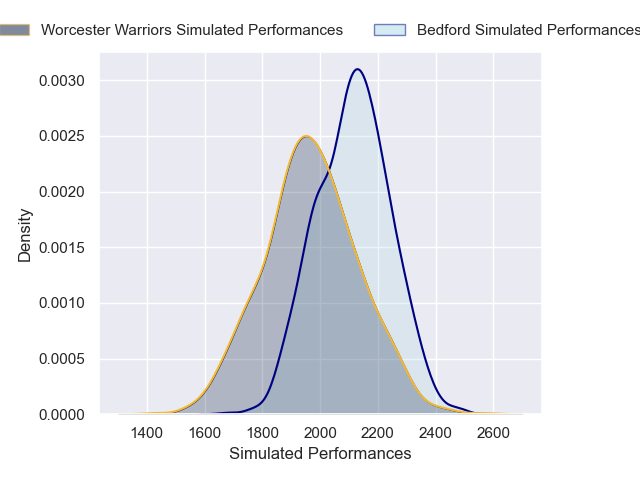 Worcester Warriors Simulated Performances Bedford Simulated Performances
0.0030
0.0025
0.0020
0.0015
0.0010
0.0005
0.0000
Density
1400 1600 1800 2000 2200 2400 2600
Simulated Performances